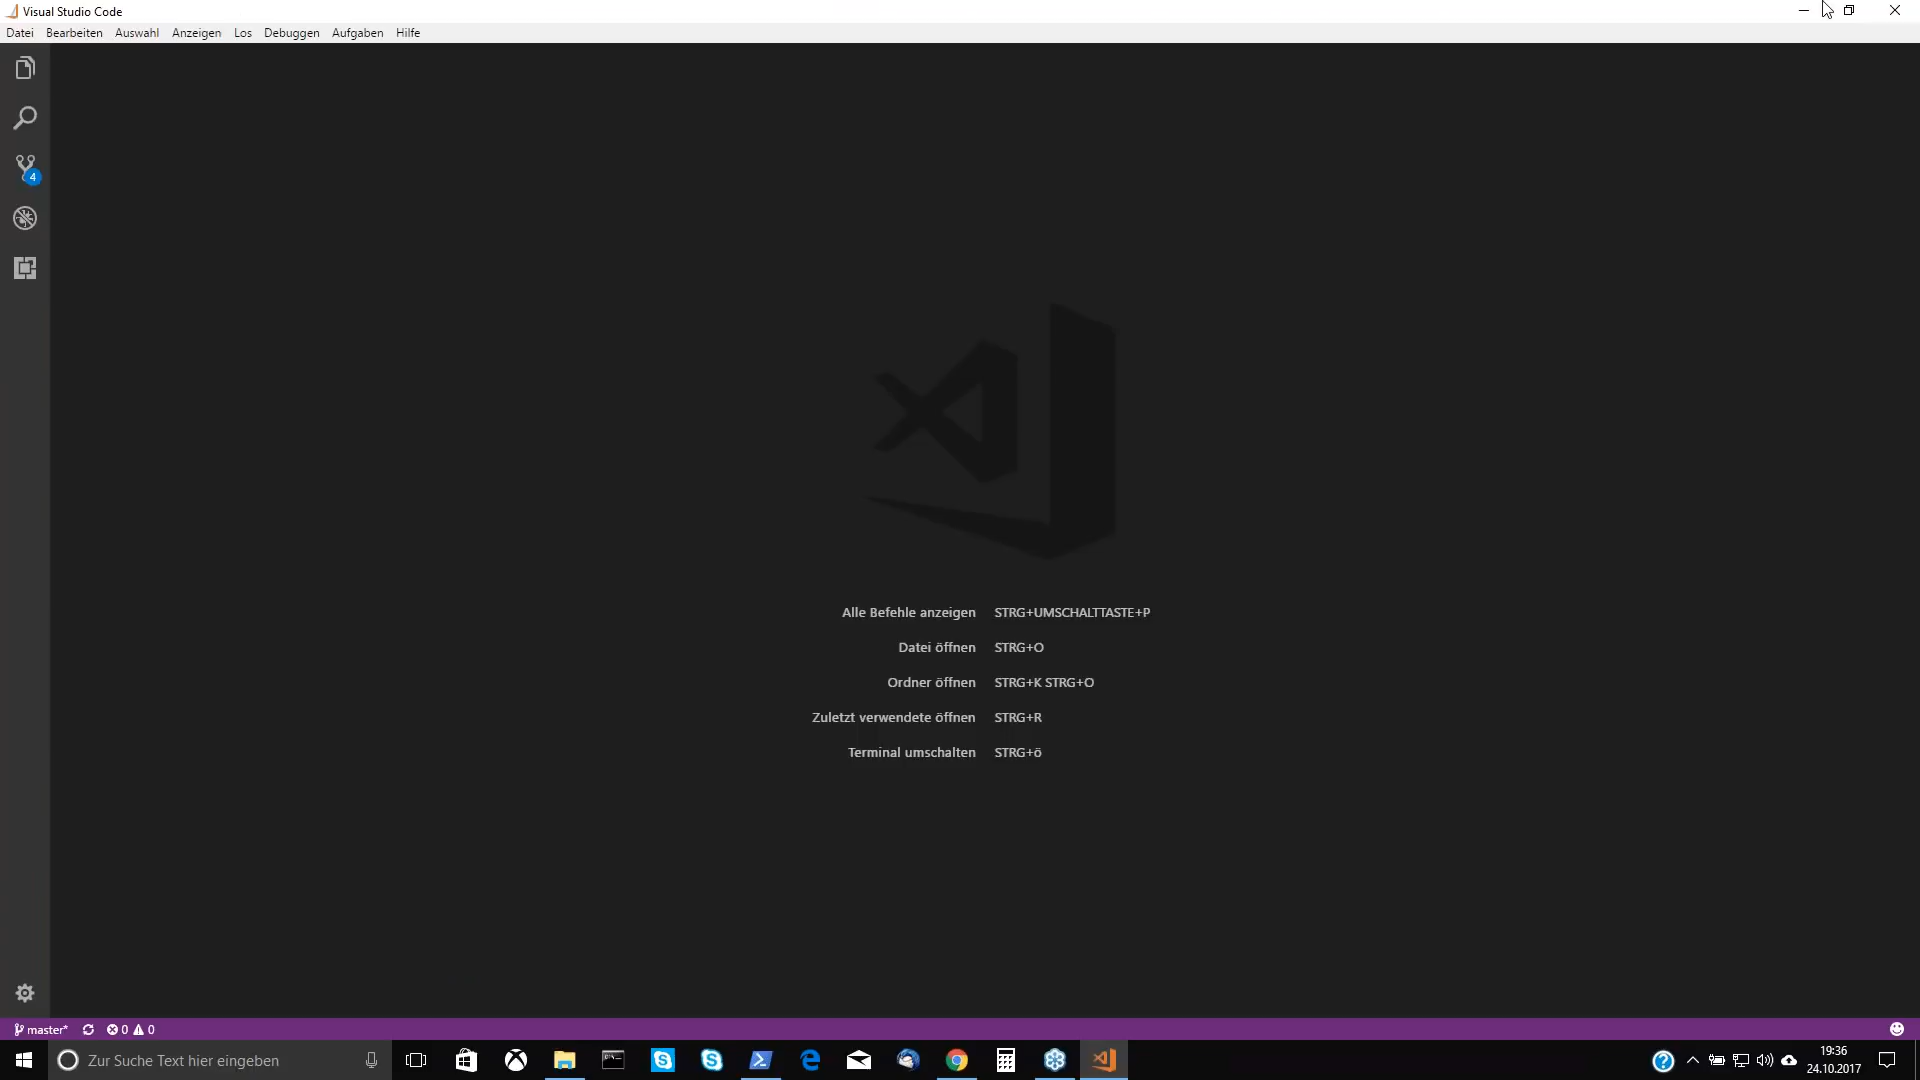 Visual Studio Code
Datei Bearbeiten Auswahl Anzeigen Los Debuggen Aufgaben Hilfe
4
Alle Befehle anzeigen STRG+UMSCHALTTASTE+P
Datei öffnen STRG+O
Ordner öffnen STRG+K STRG+O
Zuletzt verwendete öffnen STRG+R
Terminal umschalten STRG+ö
master* 0 0
Zur Suche Text hier eingeben
19:36
24.10.2017